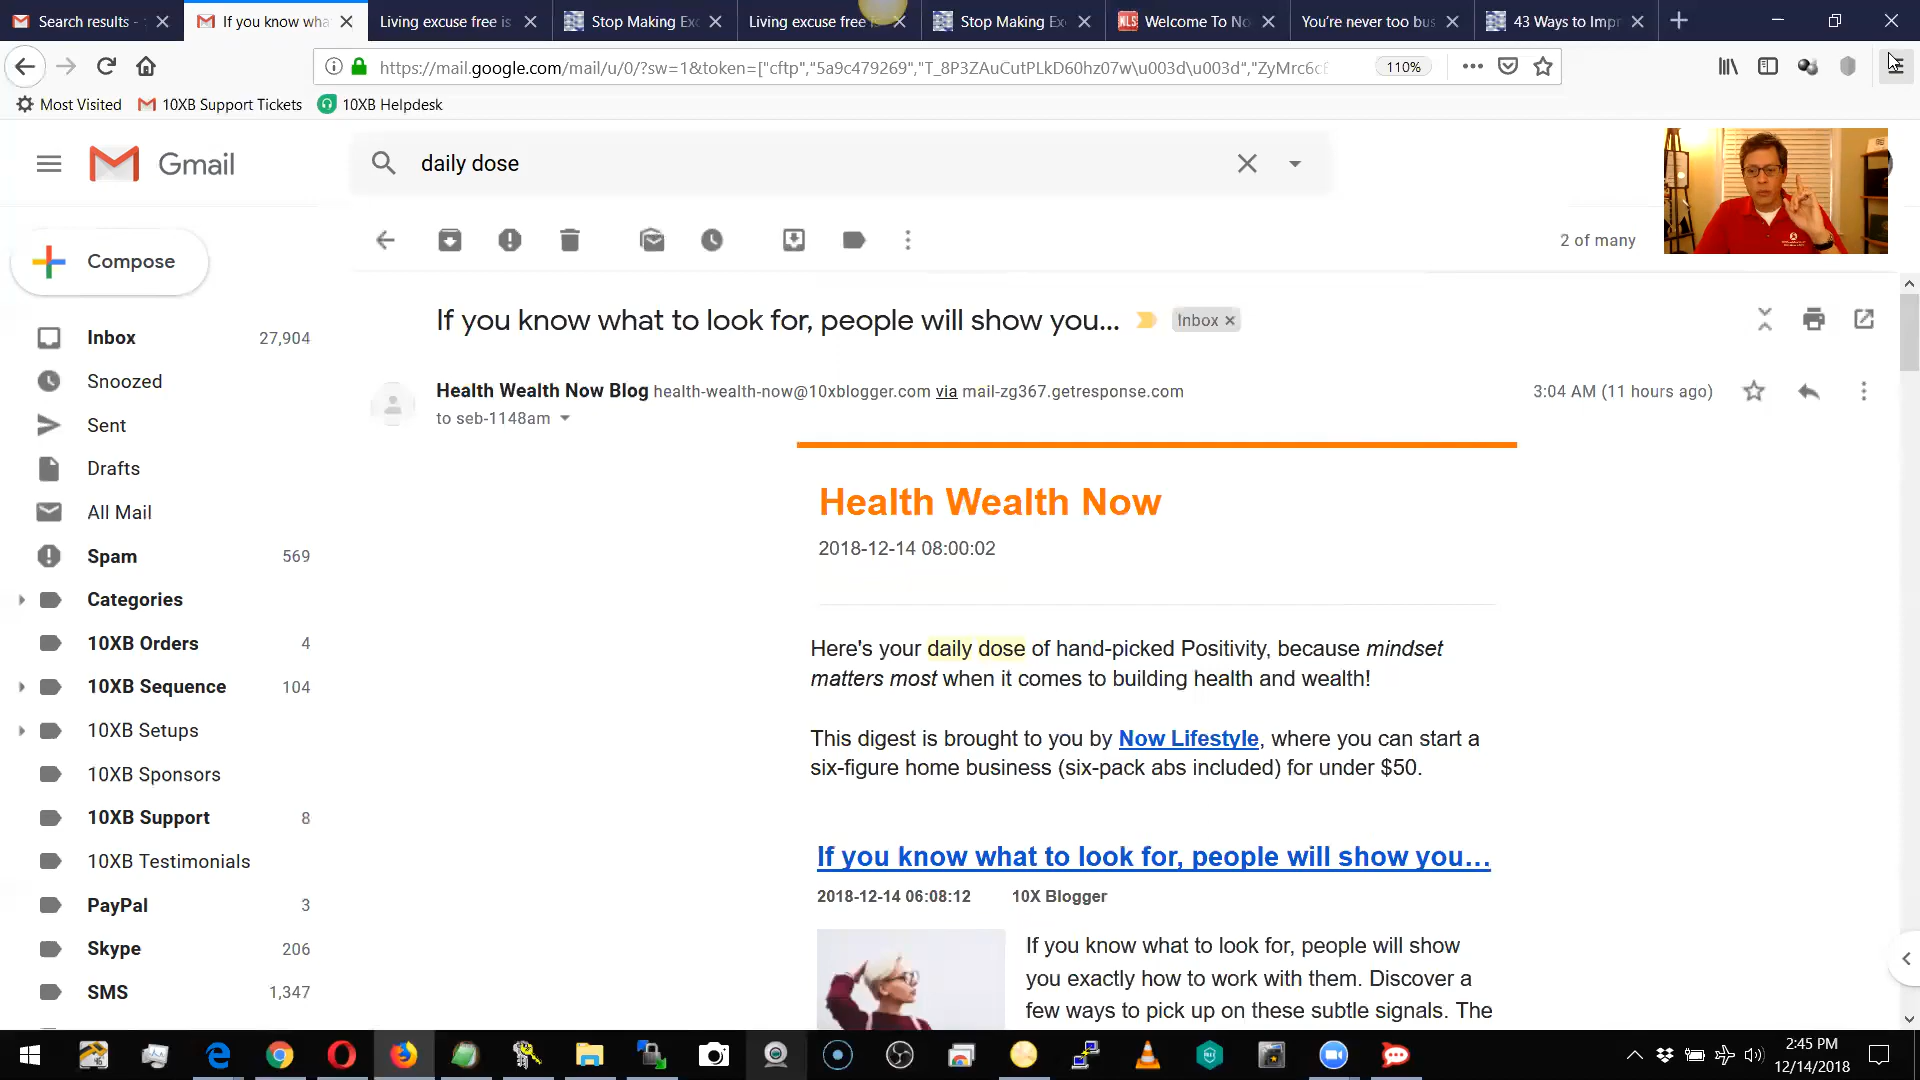 Search results -
If you know wha
Living excuse free is
Stop Making Exc
Living excuse free
Stop Making Ex
NLS Welcome To No
You're never too bus
43 Ways to Impr
https://mail.google.com/mail/u/0/?sw=1&token=["cftp","5a9c479269","T_8P3ZAuCutPLkD60hz07w\u003d\u003d","ZyMrc6cE
110%
Most Visited
10XB Support Tickets
10XB Helpdesk
Gmail
daily dose
Compose
2 of many
If you know what to look for, people will show you...
Inbox
Health Wealth Now Blog health-wealth-now@10xblogger.com via mail-zg367.getresponse.com
3:04 AM (11 hours ago)
to seb-1148am
Inbox 27,904
Snoozed
Sent
Drafts
All Mail
Spam 569
Categories
10XB Orders 4
10XB Sequence 104
10XB Setups
10XB Sponsors
10XB Support 8
10XB Testimonials
PayPal 3
Skype 206
SMS 1,347
Health Wealth Now
2018-12-14 08:00:02
Here's your daily dose of hand-picked Positivity, because mindset
matters most when it comes to building health and wealth!
This digest is brought to you by Now Lifestyle, where you can start a
six-figure home business (six-pack abs included) for under $50.
If you know what to look for, people will show you...
2018-12-14 06:08:12 10X Blogger
If you know what to look for, people will show
you exactly how to work with them. Discover a
few ways to pick up on these subtle signals. The
2:45 PM
12/14/2018